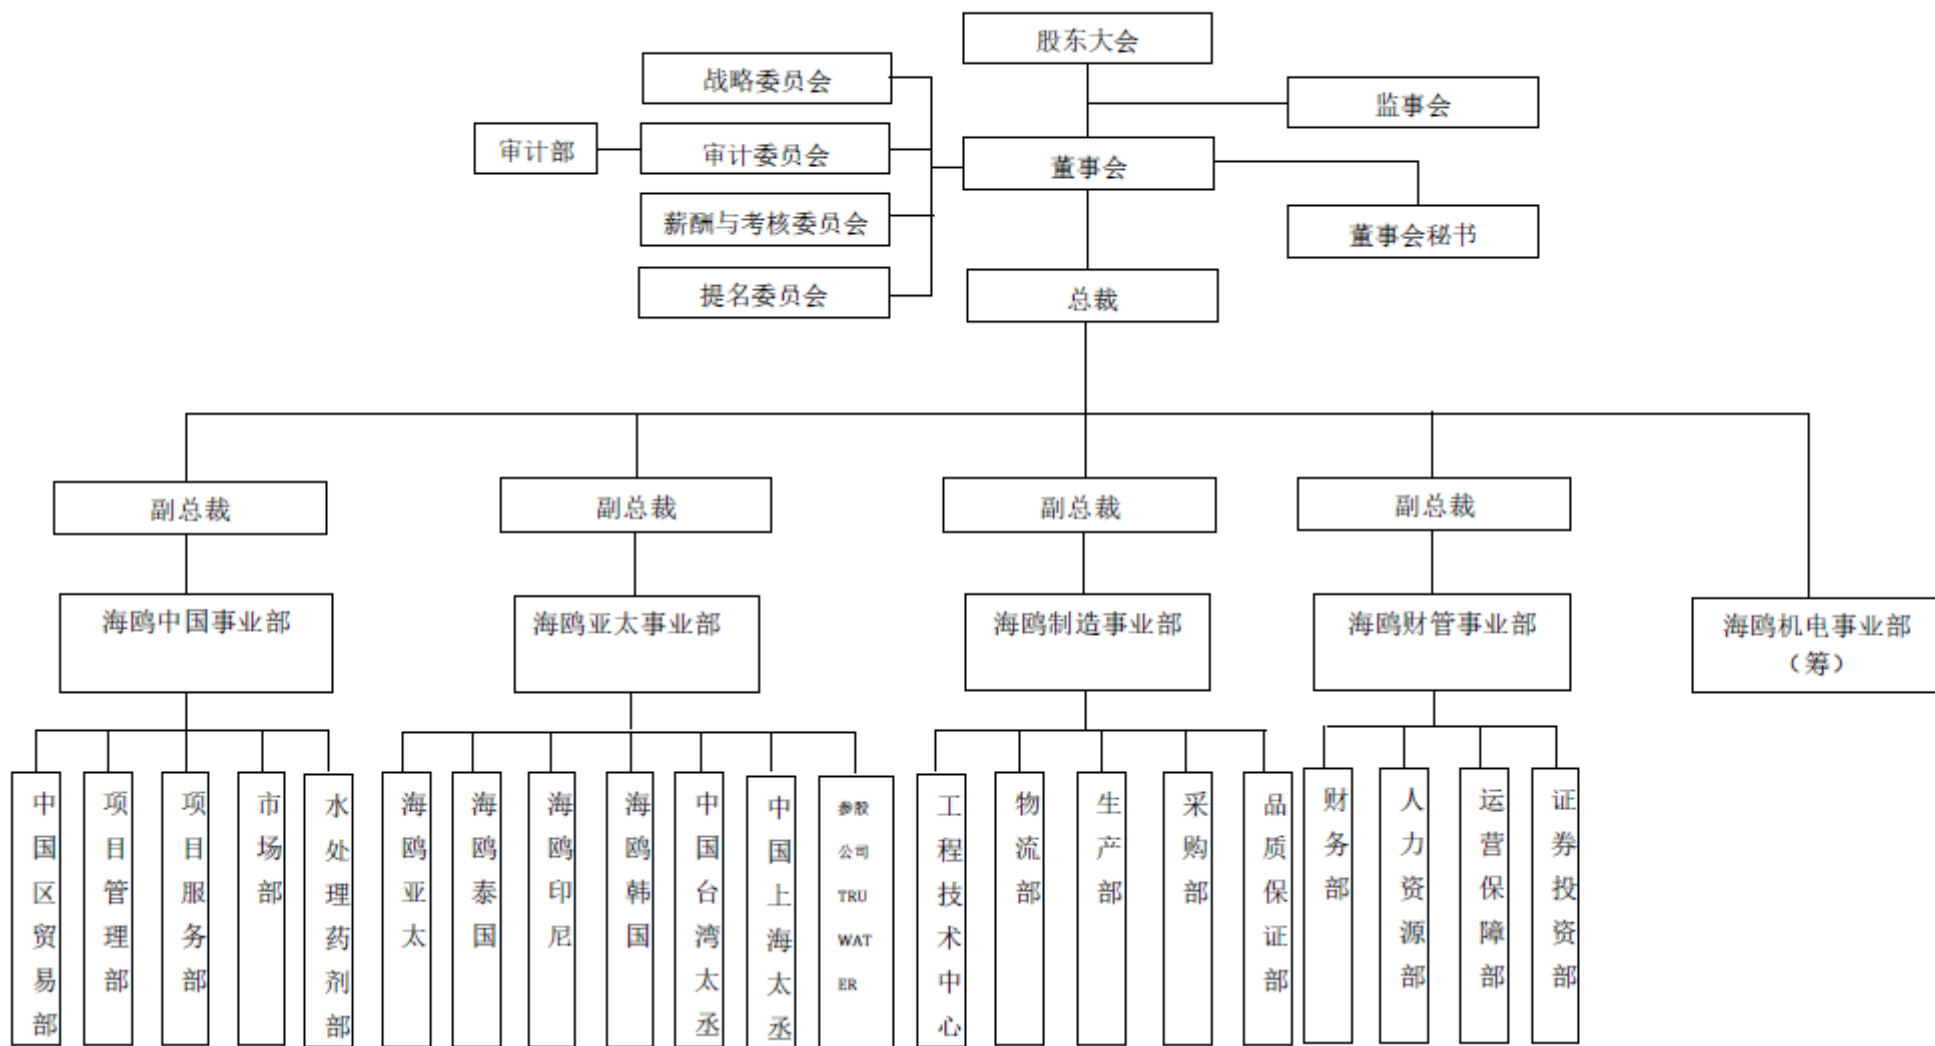 股东大会
战略委员会
监事会
审计部
审计委员会
董事会
薪酬与考核委员会
董事会秘书
提名委员会
总裁
副总裁
副总裁
副总裁
副总裁
海鸥中国事业部
海鸥亚太事业部
海鸥制造事业部
海鸥财管事业部
海鸥机电事业部
（筹）
中国区贸易部
项目管理部
项目服务部
市场部
水处理药剂部
海鸥亚太
海鸥泰国
海鸥印尼
海鸥韩国
中国台湾太丞
中国上海太丞
参股
公司
TRU
WAT
ER
工程技术中心
物流部
生产部
采购部
品质保证部
财务部
人力资源部
运营保障部
证券投资部